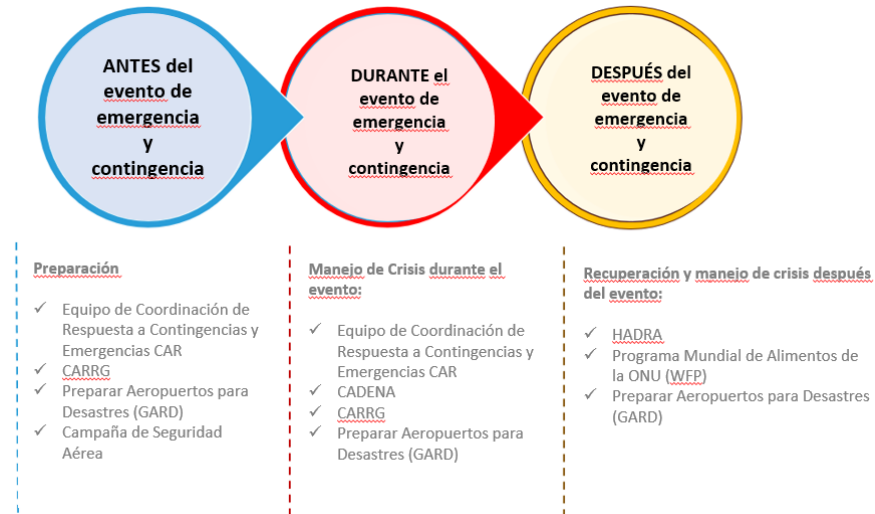 ANTES del
evento de
emergencia
y
contingencia
DURANTE el
evento de
emergencia
y
contingencia
DESPUÉS del
evento de
emergencia
y
contingencia
Preparación
✓ Equipo de Coordinación de
Respuesta a Contingencias y
Emergencias CAR
✓ CARRG
✓ Preparar Aeropuertos para
Desastres (GARD)
✓ Campaña de Seguridad
Aérea
Manejo de Crisis durante el
evento:
✓ Equipo de Coordinación de
Respuesta a Contingencias y
Emergencias CAR
✓ CADENA
✓ CARRG
✓ Preparar Aeropuertos para
Desastres (GARD)
Recuperación y manejo de crisis después
del evento:
✓ HADRA
✓ Programa Mundial de Alimentos de
la ONU (WFP)
✓ Preparar Aeropuertos para Desastres
(GARD)